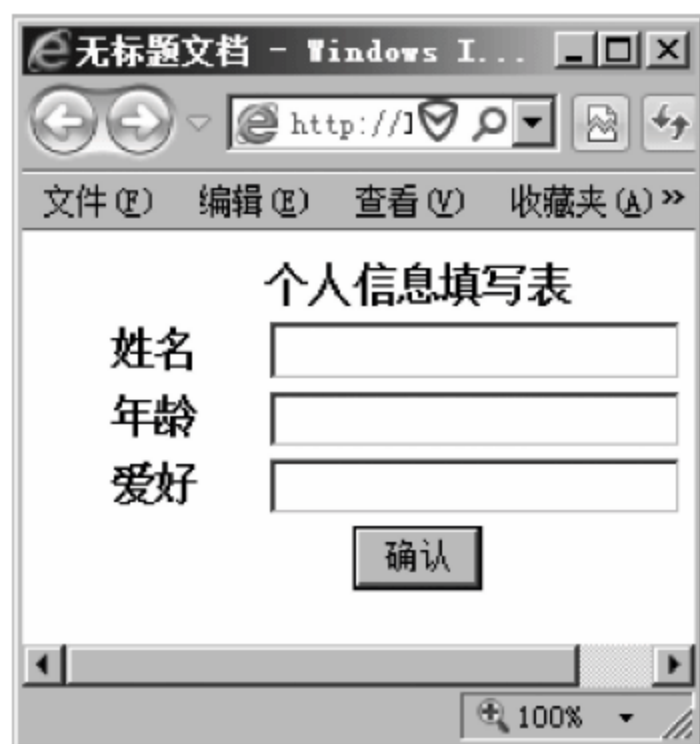 无标题文档 - Windows I...
http://1
文件(F) 编辑(E) 查看(V) 收藏夹(A) »
个人信息填写表
姓名
年龄
爱好
确认
100%